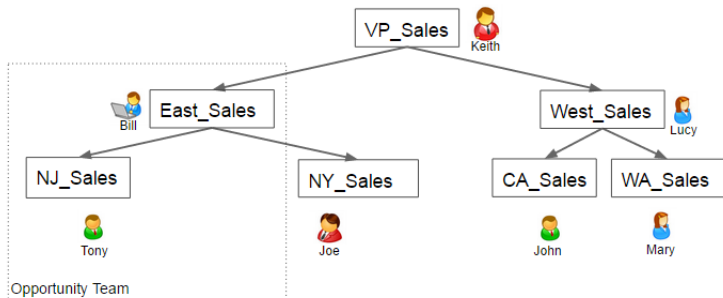 VP_Sales
Keith
East_Sales
Bill
West_Sales
Lucy
NJ_Sales
NY_Sales
CA_Sales
WA_Sales
Tony
Joe
John
Mary
Opportunity Team